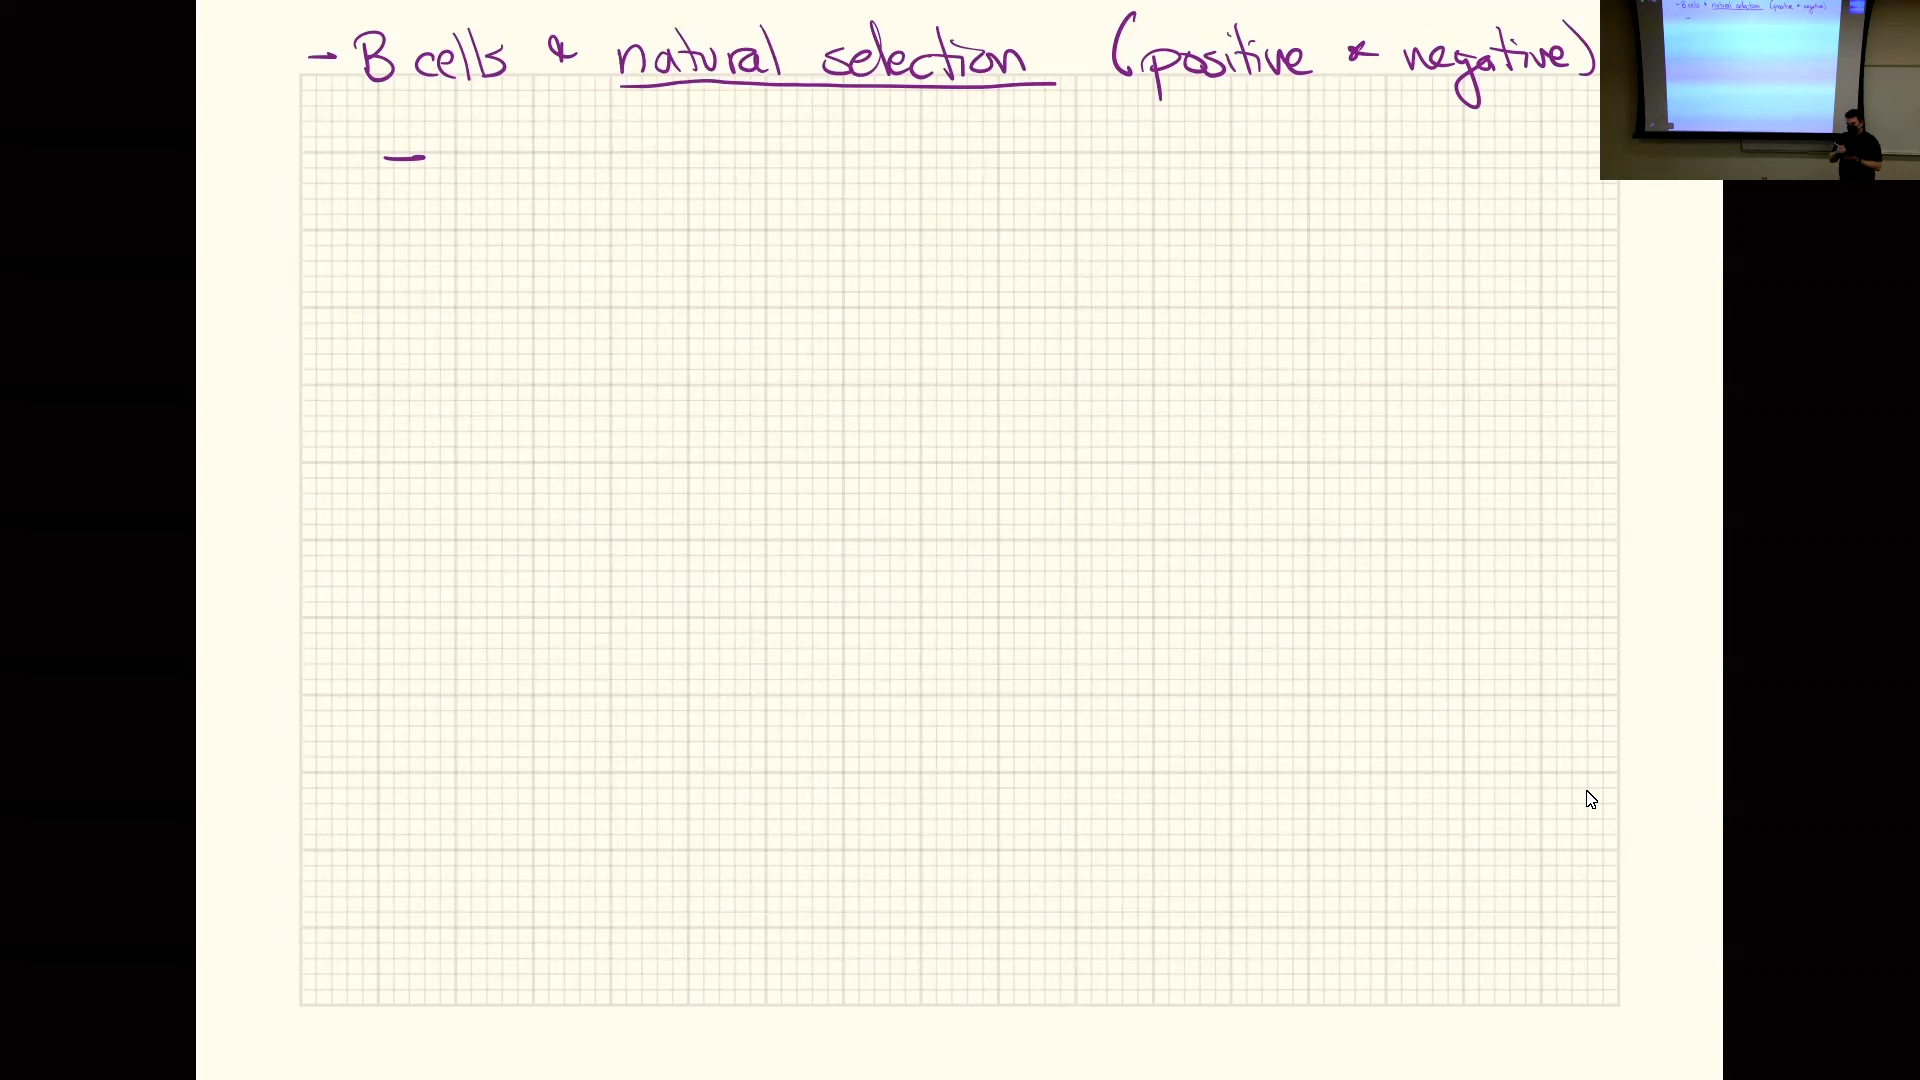 - B cells & natural selection (positive & negative)
-